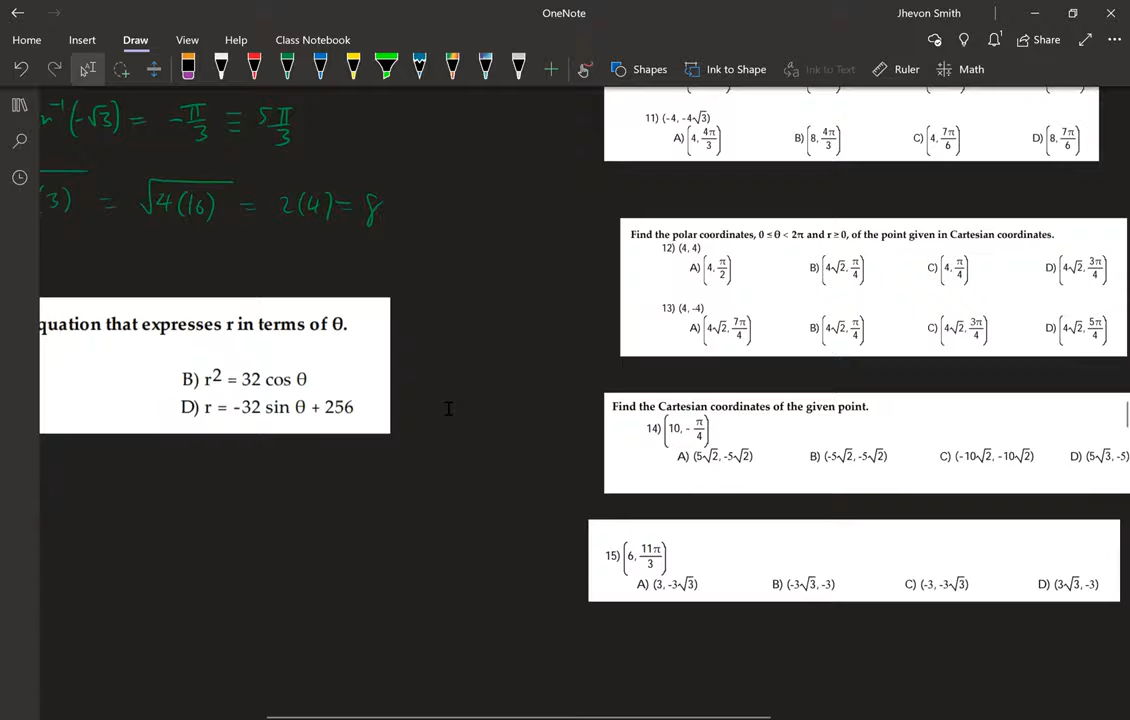 OneNote
Jhevon Smith
Home Insert Draw View Help Class Notebook
Share
Shapes Ink to Shape Ink to Text Ruler Math
⁻¹(-√3) = -π/3 ≡ 5π/3
3) = √4(16) = 2(4) = 8
quation that expresses r in terms of θ.
B) r² = 32 cos θ
D) r = -32 sin θ + 256
11) (-4, -4√3)
A) [4, 4π/3] B) [8, 4π/3] C) [4, 7π/6] D) [8, 7π/6]
Find the polar coordinates, 0 ≤ θ < 2π and r ≥ 0, of the point given in Cartesian coordinates.
12) (4, 4)
A) [4, π/2] B) [4√2, π/4] C) [4, π/4] D) [4√2, 3π/4]
13) (4, -4)
A) [4√2, 7π/4] B) [4√2, π/4] C) [4√2, 3π/4] D) [4√2, 5π/4]
Find the Cartesian coordinates of the given point.
14) [10, -π/4]
A) (5√2, -5√2) B) (-5√2, -5√2) C) (-10√2, -10√2) D) (5√3, -5)
15) [6, 11π/3]
A) (3, -3√3) B) (-3√3, -3) C) (-3, -3√3) D) (3√3, -3)